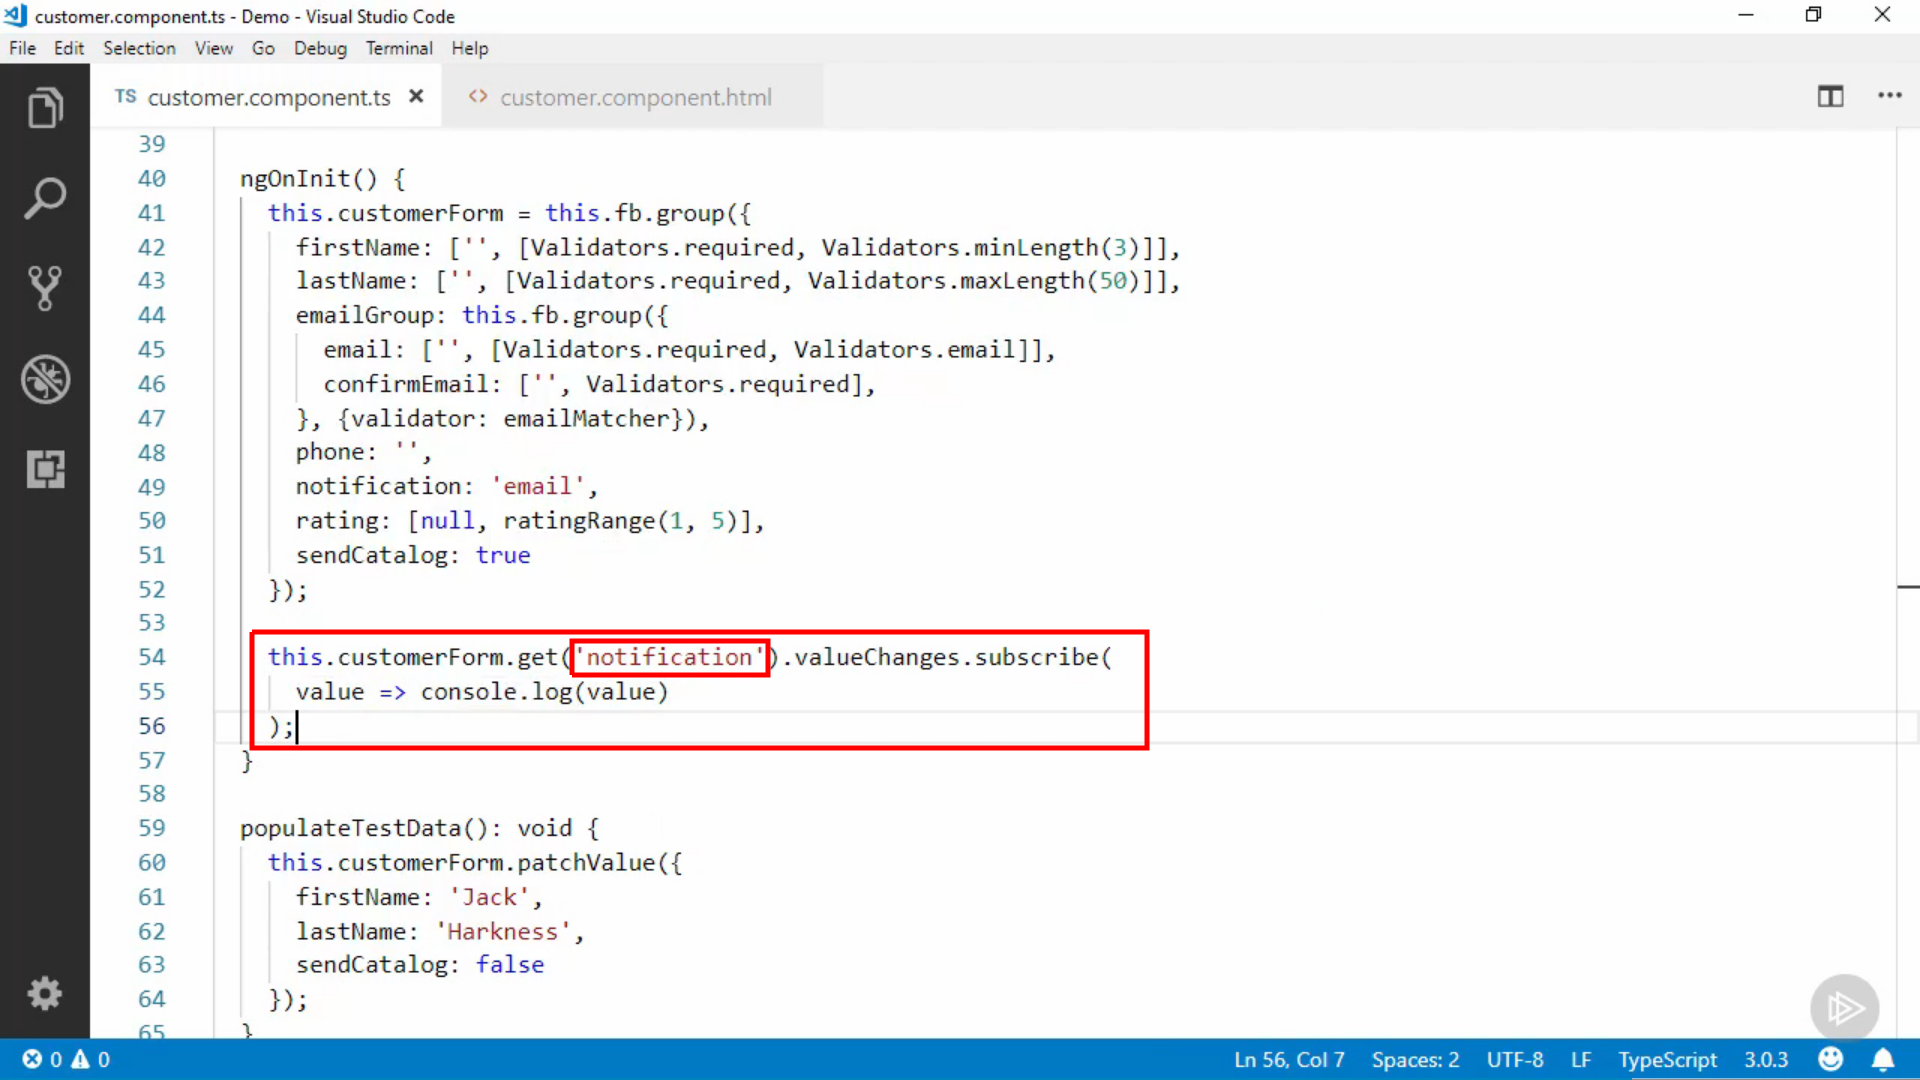 customer.component.ts - Demo - Visual Studio Code
File Edit Selection View Go Debug Terminal Help
TS customer.component.ts × <> customer.component.html
39
40 ngOnInit() {
41 this.customerForm = this.fb.group({
42 firstName: ['', [Validators.required, Validators.minLength(3)]],
43 lastName: ['', [Validators.required, Validators.maxLength(50)]],
44 emailGroup: this.fb.group({
45 email: ['', [Validators.required, Validators.email]],
46 confirmEmail: ['', Validators.required],
47 }, {validator: emailMatcher}),
48 phone: '',
49 notification: 'email',
50 rating: [null, ratingRange(1, 5)],
51 sendCatalog: true
52 });
53
54 this.customerForm.get('notification').valueChanges.subscribe(
55 value => console.log(value)
56 );
57 }
58
59 populateTestData(): void {
60 this.customerForm.patchValue({
61 firstName: 'Jack',
62 lastName: 'Harkness',
63 sendCatalog: false
64 });
65 }
0 0 Ln 56, Col 7 Spaces: 2 UTF-8 LF TypeScript 3.0.3